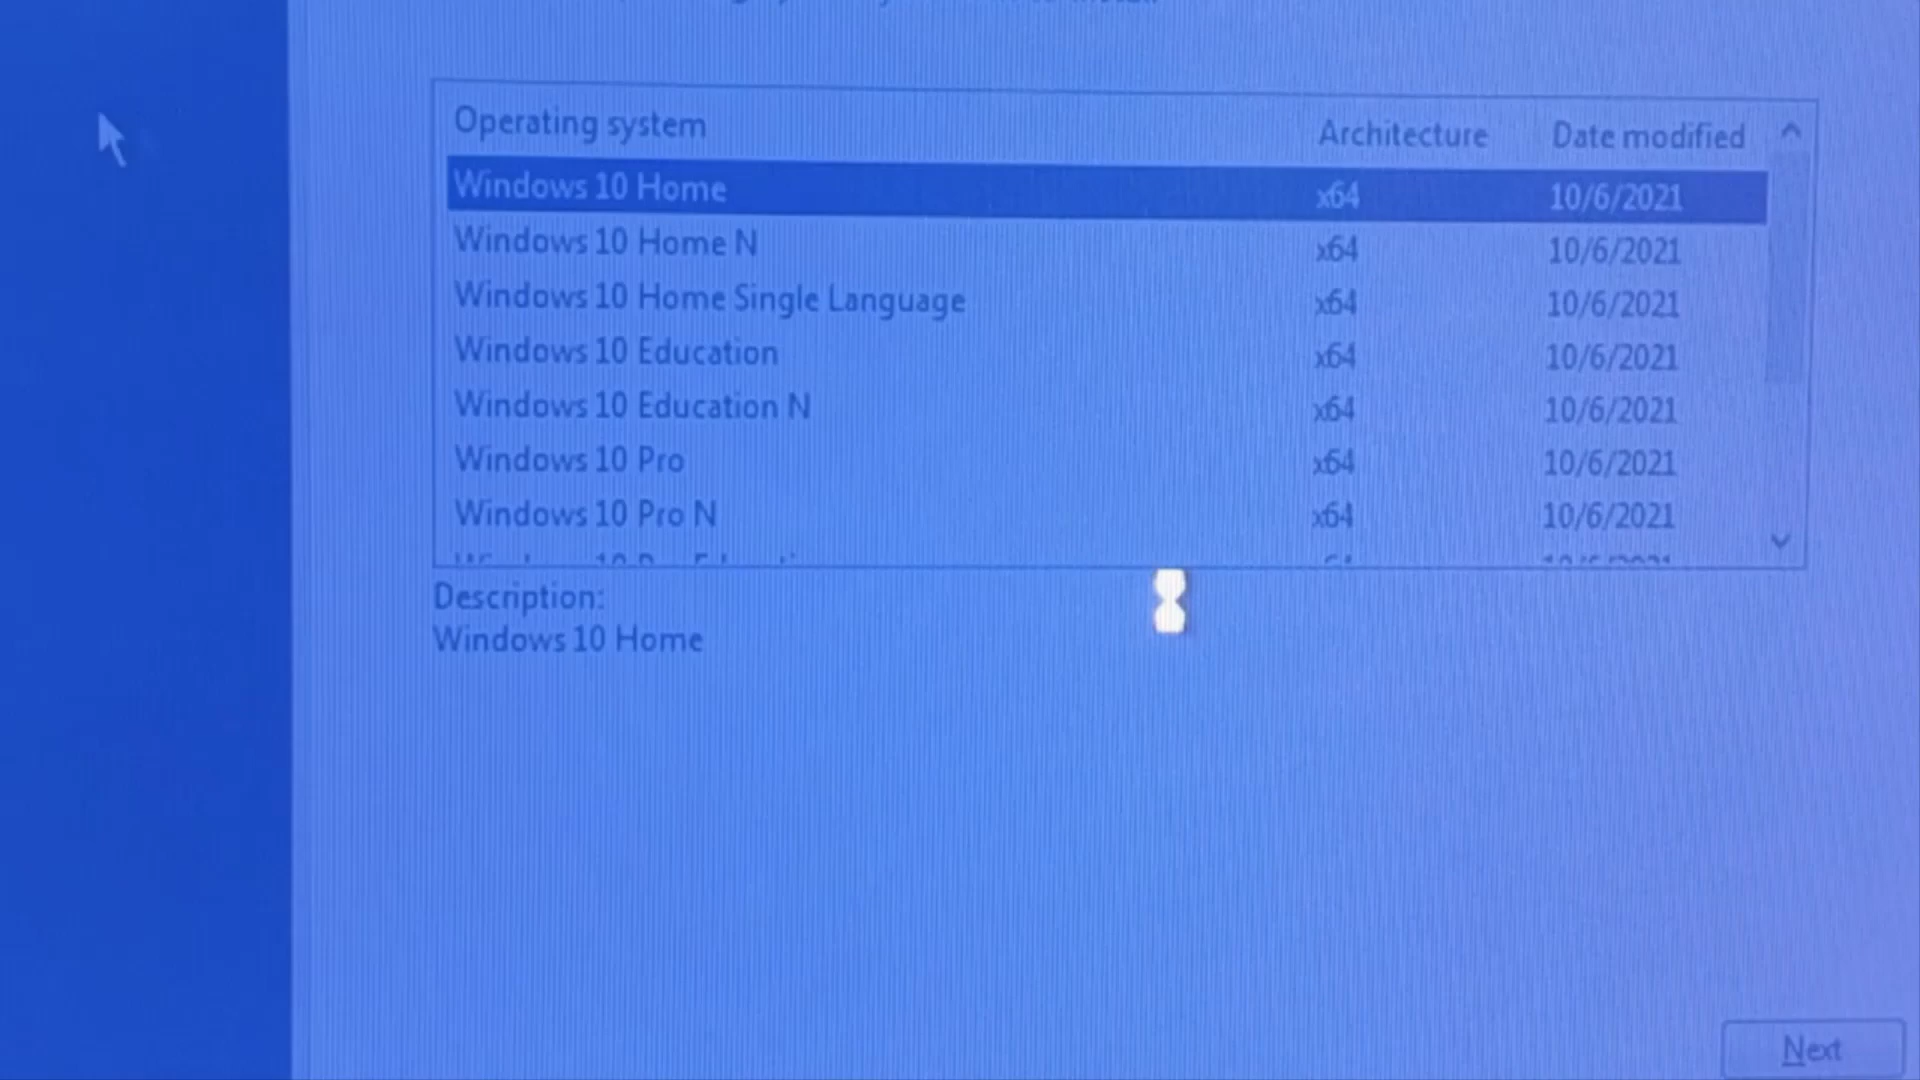 Operating system Architecture Date modified
Windows 10 Home x64 10/6/2021
Windows 10 Home N x64 10/6/2021
Windows 10 Home Single Language x64 10/6/2021
Windows 10 Education x64 10/6/2021
Windows 10 Education N x64 10/6/2021
Windows 10 Pro x64 10/6/2021
Windows 10 Pro N x64 10/6/2021
Description:
Windows 10 Home
Next